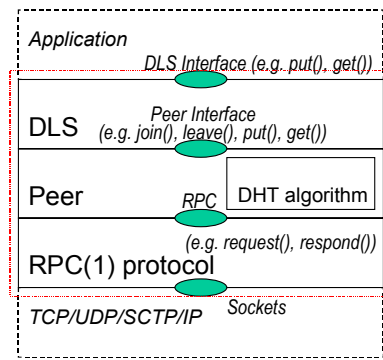 Application
DLS Interface (e.g. put(), get())
DLS
Peer Interface
(e.g. join(), leave(), put(), get())
Peer
RPC
DHT algorithm
(e.g. request(), respond())
RPC(1) protocol
Sockets
TCP/UDP/SCTP/IP